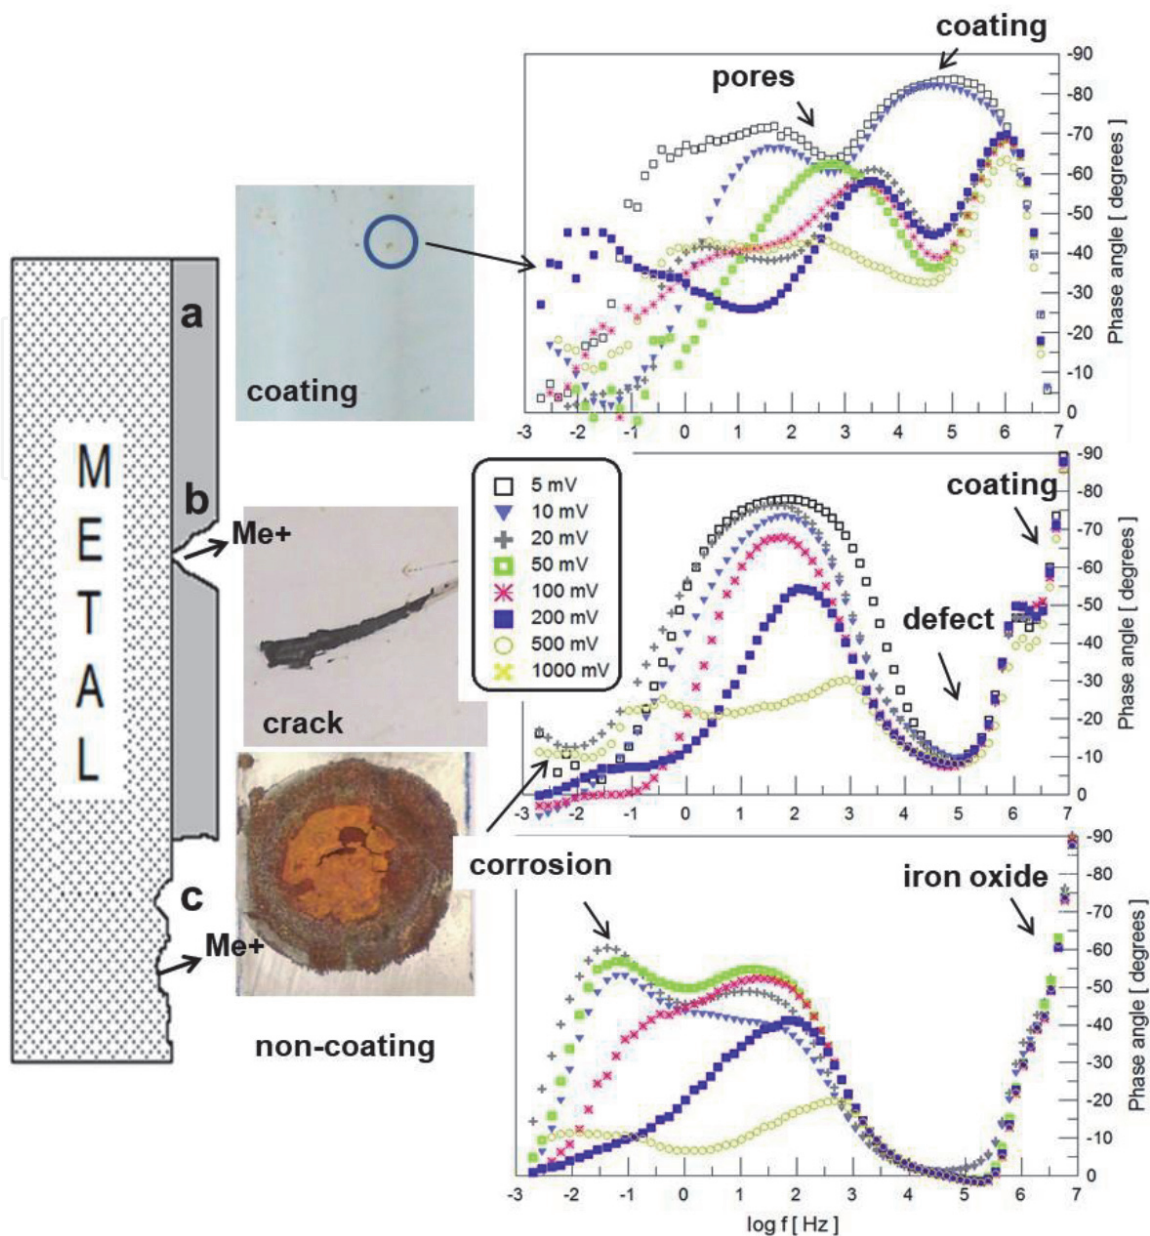 coating
pores
-90
-80
-70
-60
-50
-40
-30
-20
-10
0
Phase angle [ degrees]
-3 -2 -1 0 1 2 3 4 5 6 7
a
coating
M
E
T
A
L
b
Me+
crack
5 mV
10 mV
20 mV
50 mV
100 mV
200 mV
500 mV
1000 mV
coating
defect
-90
-80
-70
-60
-50
-40
-30
-20
-10
0
Phase angle [degrees]
-3 -2 -1 0 1 2 3 4 5 6 7
c
Me+
non-coating
corrosion
iron oxide
-90
-80
-70
-60
-50
-40
-30
-20
-10
0
Phase angle [ degrees]
-3 -2 -1 0 1 2 3 4 5 6 7
log f [ Hz ]